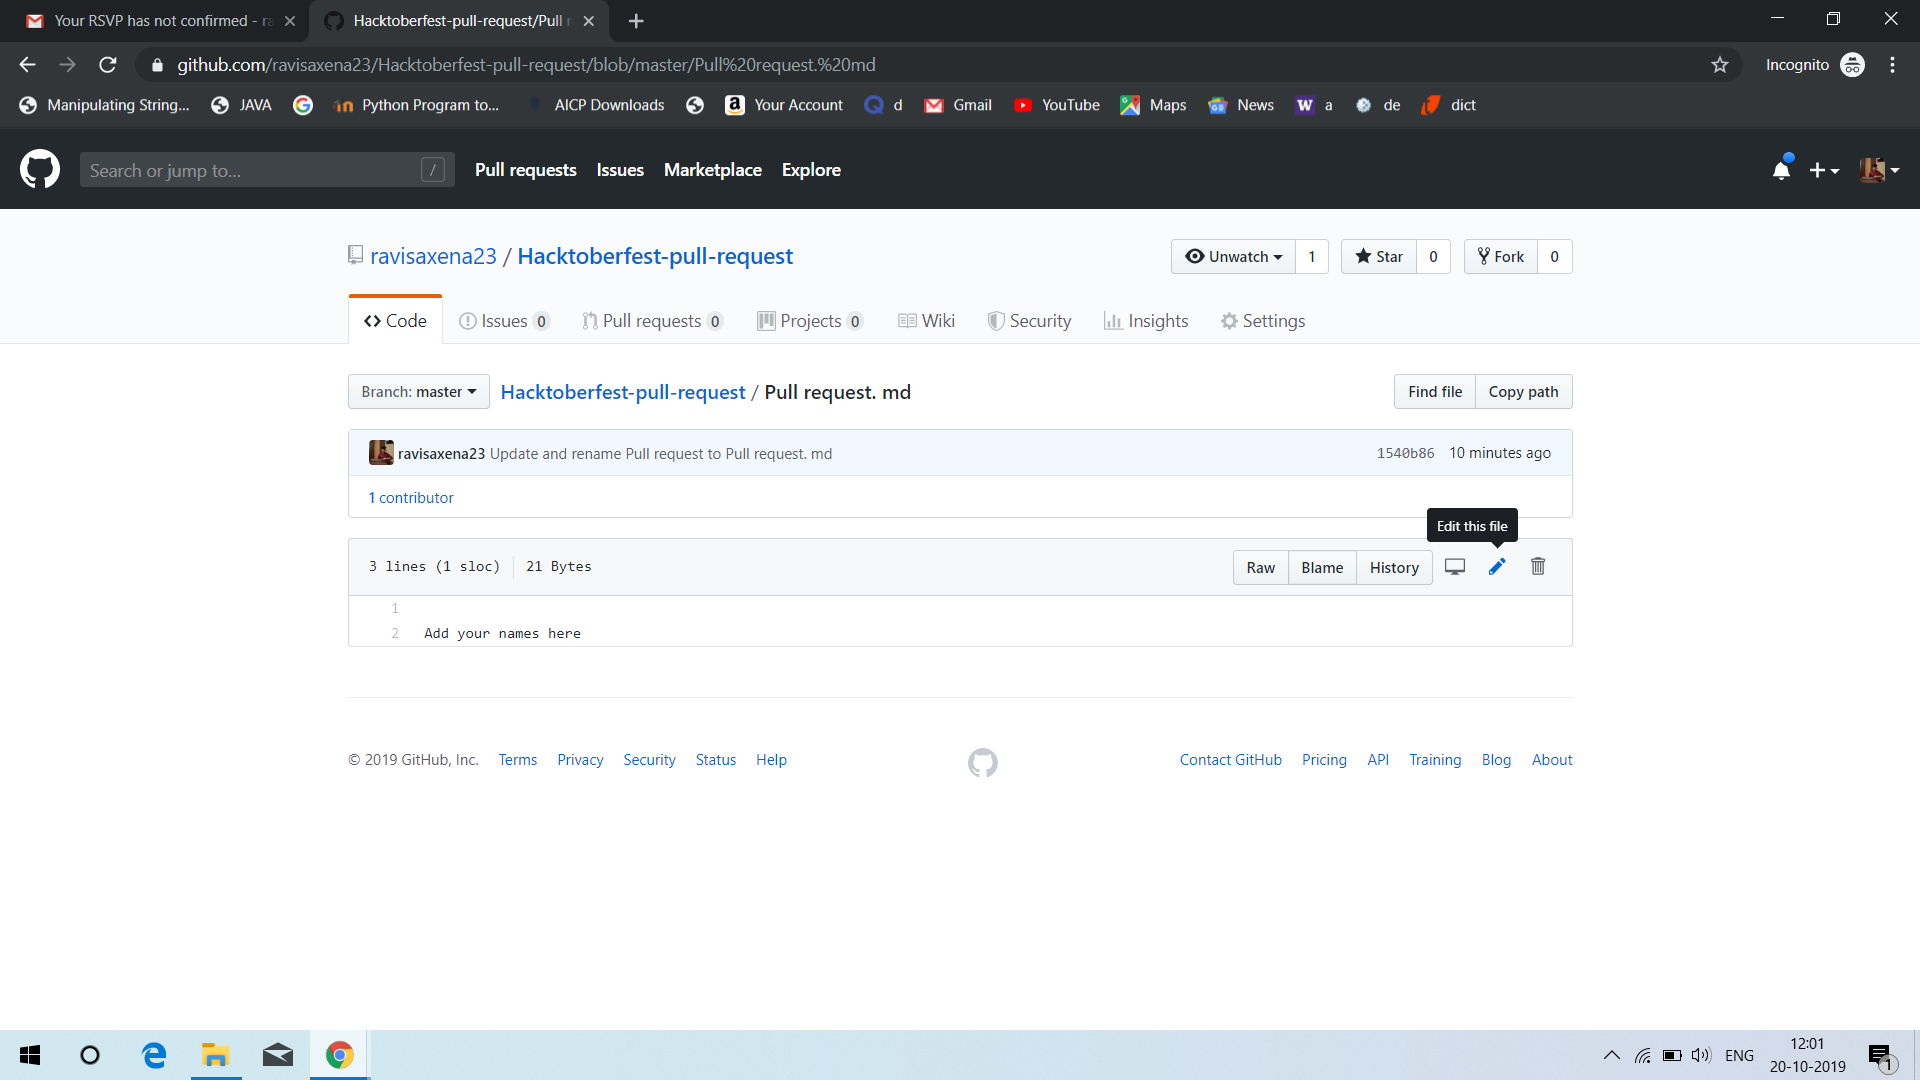 Your RSVP has not confirmed - ra
Hacktoberfest-pull-request/Pull r
github.com/ravisaxena23/Hacktoberfest-pull-request/blob/master/Pull%20request.%20md
Incognito
Manipulating String... JAVA Python Program to... AICP Downloads Your Account d Gmail YouTube Maps News a de dict
Search or jump to... /
Pull requests Issues Marketplace Explore
ravisaxena23 / Hacktoberfest-pull-request
Unwatch 1 Star 0 Fork 0
Code Issues 0 Pull requests 0 Projects 0 Wiki Security Insights Settings
Branch: master Hacktoberfest-pull-request / Pull request. md
Find file Copy path
ravisaxena23 Update and rename Pull request to Pull request. md
1540b86 10 minutes ago
1 contributor
Edit this file
3 lines (1 sloc) 21 Bytes
Raw Blame History
1
2 Add your names here
© 2019 GitHub, Inc. Terms Privacy Security Status Help
Contact GitHub Pricing API Training Blog About
ENG
12:01
20-10-2019
1